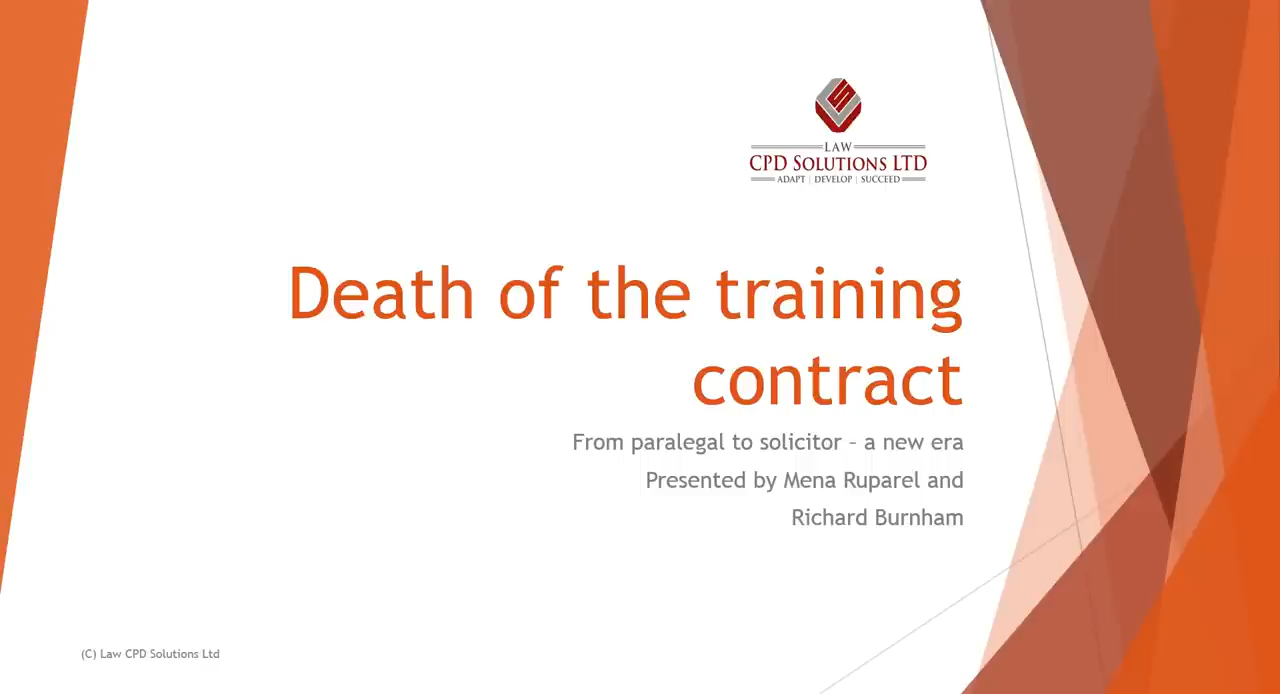 LAW
CPD SOLUTIONS LTD
ADAPT | DEVELOP | SUCCEED
Death of the training
contract
From paralegal to solicitor – a new era
Presented by Mena Ruparel and
Richard Burnham
(C) Law CPD Solutions Ltd